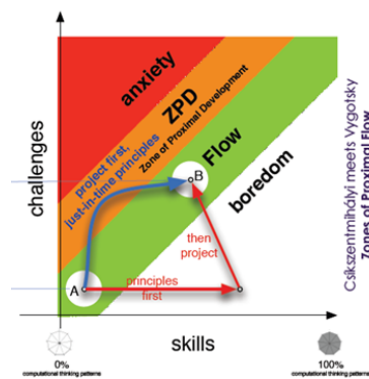 anxiety
ZPD
Zone of Proximal Development
project first,
just-in-time principles
Flow
B
boredom
then
project
A
principles
first
challenges
skills
0%
computational thinking patterns
100%
computational thinking patterns
Csikszentmihályi meets Vygotsky
Zones of Proximal Flow